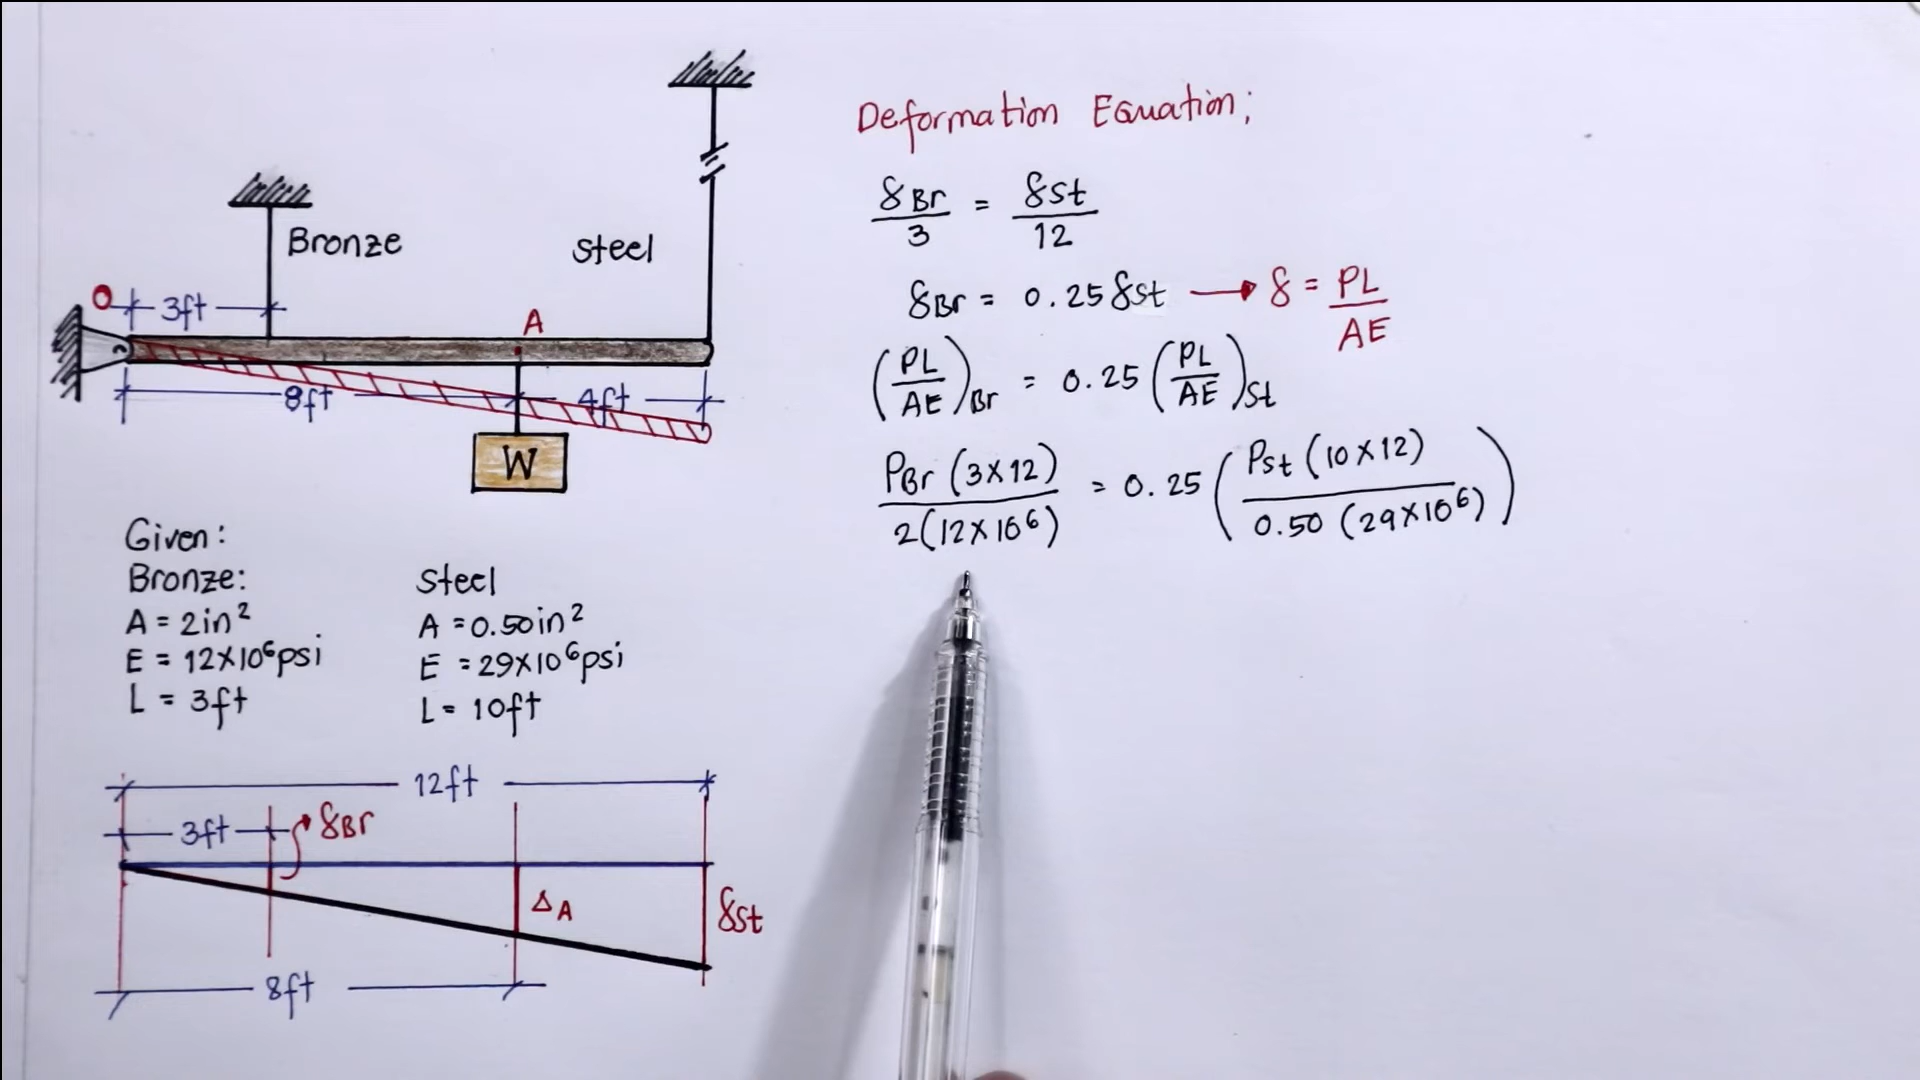 Deformation Equation;
δBr/3 = δst/12
δBr = 0.25 δst → δ = PL/AE
(PL/AE)Br = 0.25 (PL/AE)St
PBr (3x12)/2(12x10⁶) = 0.25 (Pst (10x12)/0.50 (29x10⁶))
Bronze
steel
O
3ft
A
8ft
4ft
W
Given:
Bronze:
A = 2in²
E = 12x10⁶psi
L = 3ft
steel
A = 0.50in²
E = 29x10⁶psi
L = 10ft
12ft
3ft
δBr
ΔA
δst
8ft